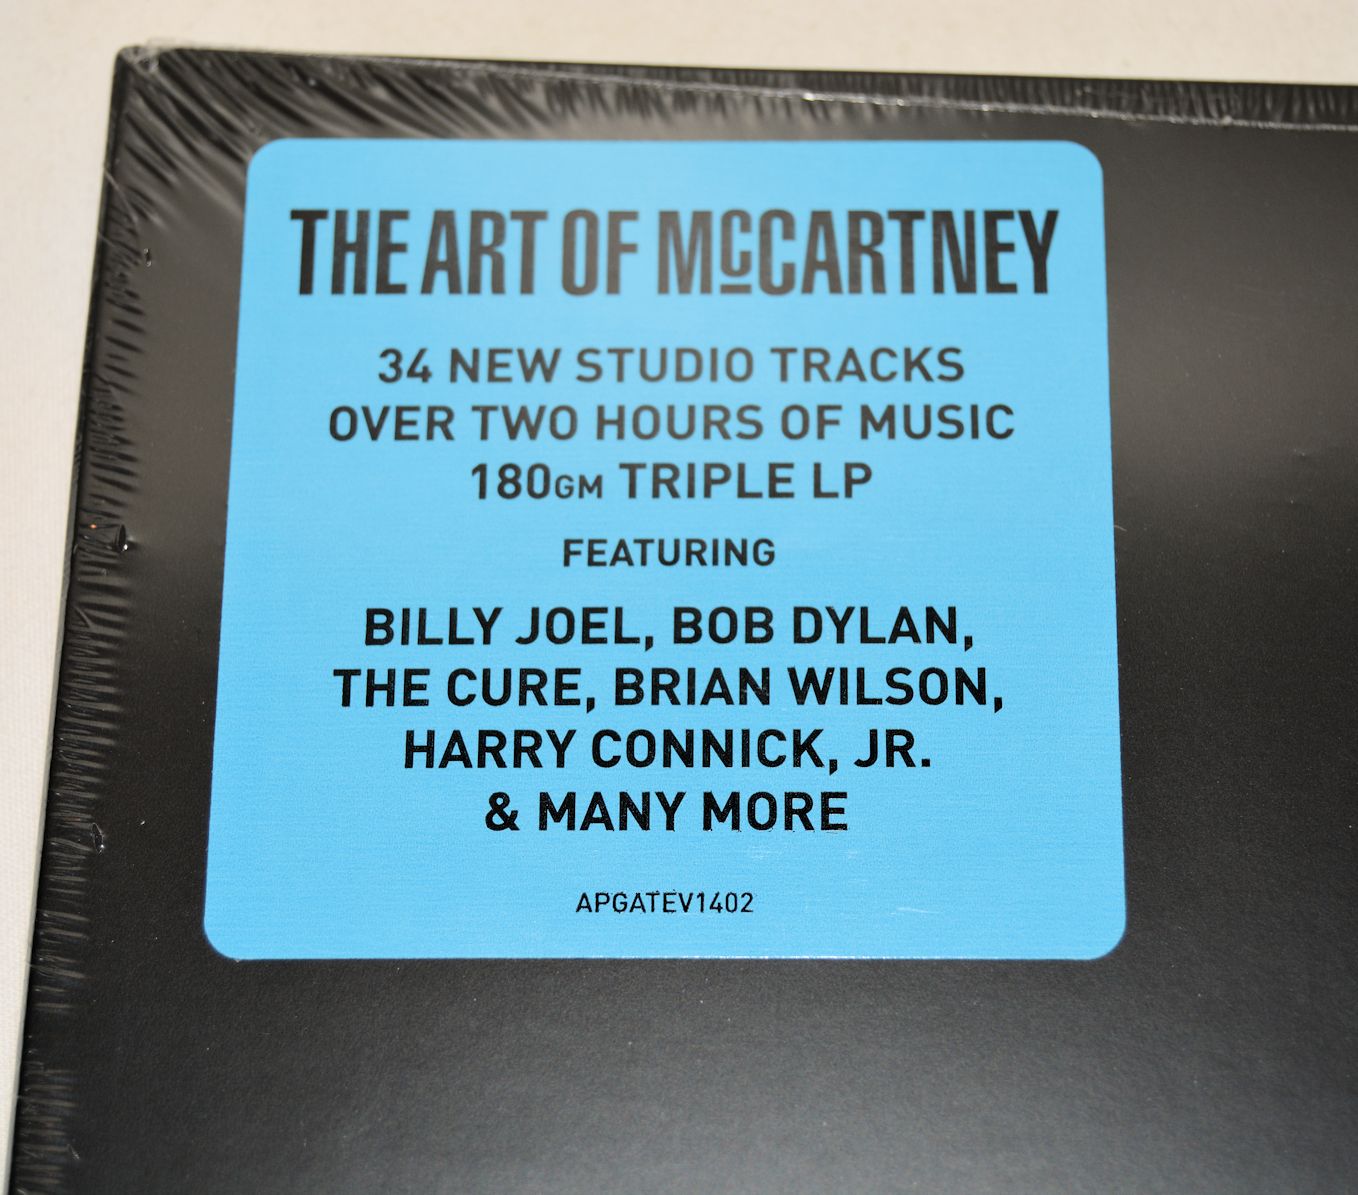 THE ART OF McCARTNEY
34 NEW STUDIO TRACKS
OVER TWO HOURS OF MUSIC
180GM TRIPLE LP
FEATURING
BILLY JOEL, BOB DYLAN,
THE CURE, BRIAN WILSON,
HARRY CONNICK, JR.
& MANY MORE
APGATEV1402